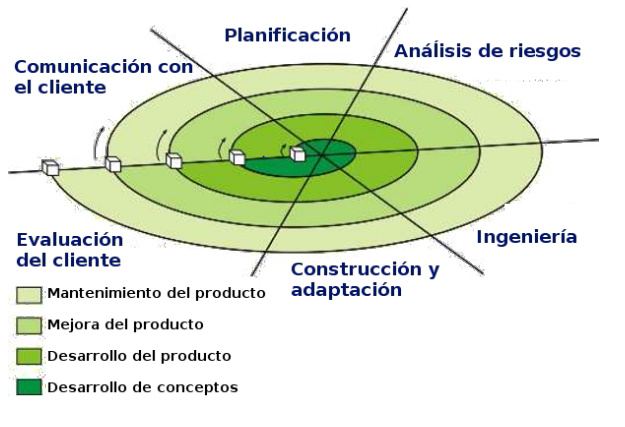 Planificación
Análisis de riesgos
Comunicación con
el cliente
Ingeniería
Evaluación
del cliente
Construcción y
adaptación
Mantenimiento del producto
Mejora del producto
Desarrollo del producto
Desarrollo de conceptos